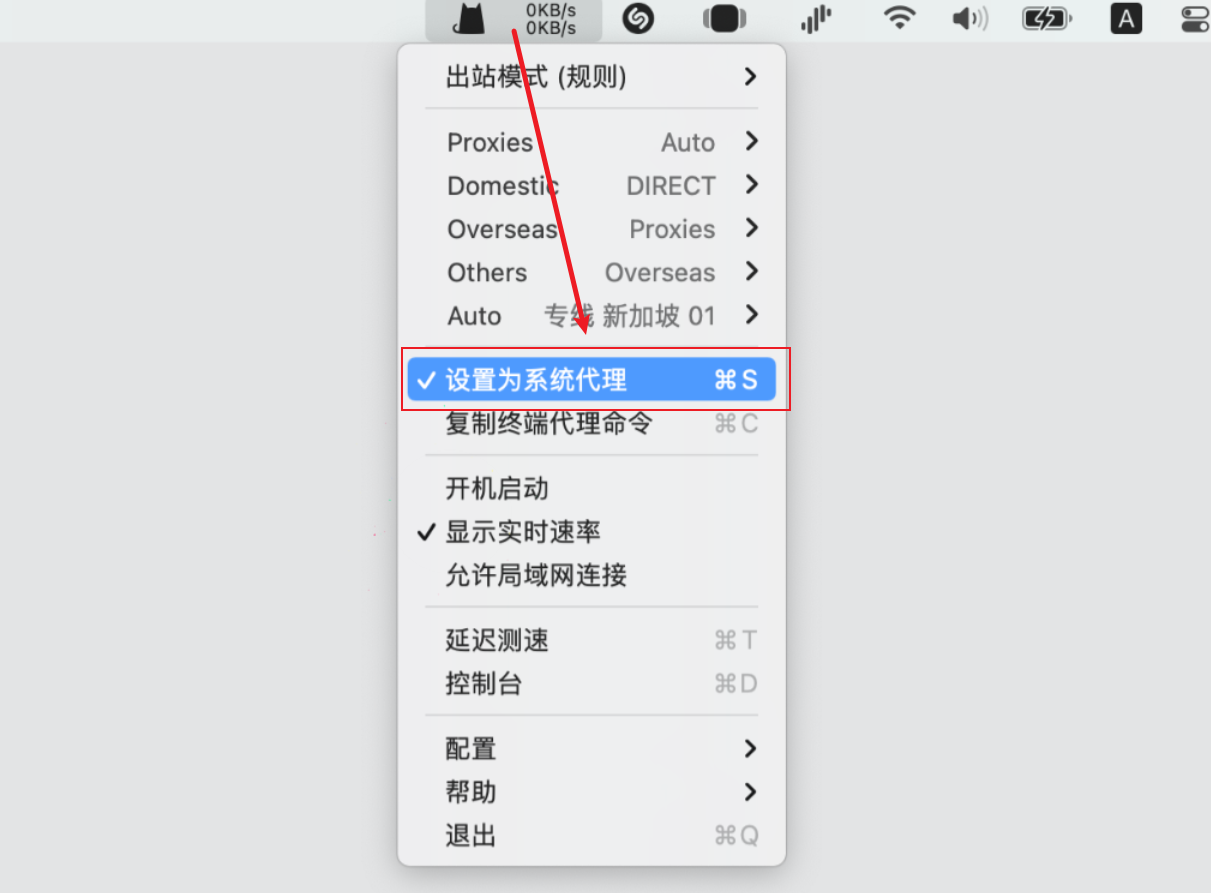 0KB/s
0KB/s
A
出站模式 (规则)
Proxies Auto
Domestic DIRECT
Overseas Proxies
Others Overseas
Auto 专线 新加坡 01
设置为系统代理 ⌘ S
复制终端代理命令 ⌘ C
开机启动
显示实时速率
允许局域网连接
延迟测速 ⌘ T
控制台 ⌘ D
配置
帮助
退出 ⌘ Q